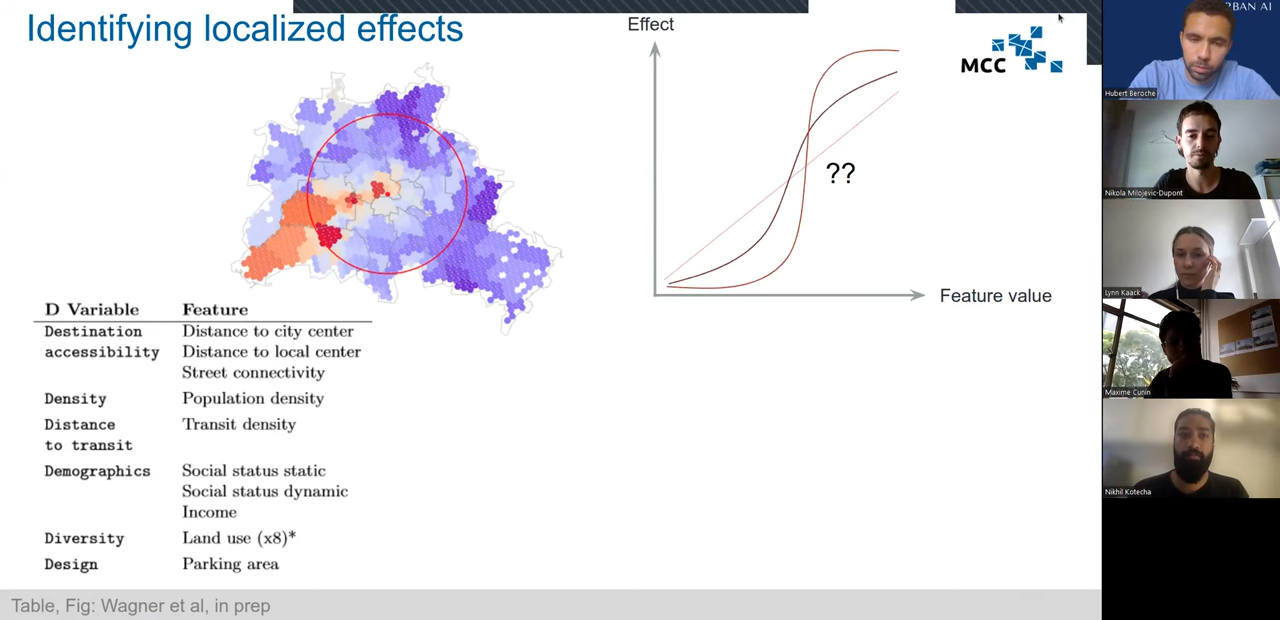 Identifying localized effects
Effect
MCC
??
Feature value
D Variable Feature
Destination Distance to city center
accessibility Distance to local center
Street connectivity
Density Population density
Distance Transit density
to transit
Demographics Social status static
Social status dynamic
Income
Diversity Land use (x8)*
Design Parking area
Table, Fig: Wagner et al, in prep
RBAN AI
Hubert Beroche
Nikola Milojevic-Dupont
Lynn Kaack
Maxime Cunin
Nikhil Kotecha